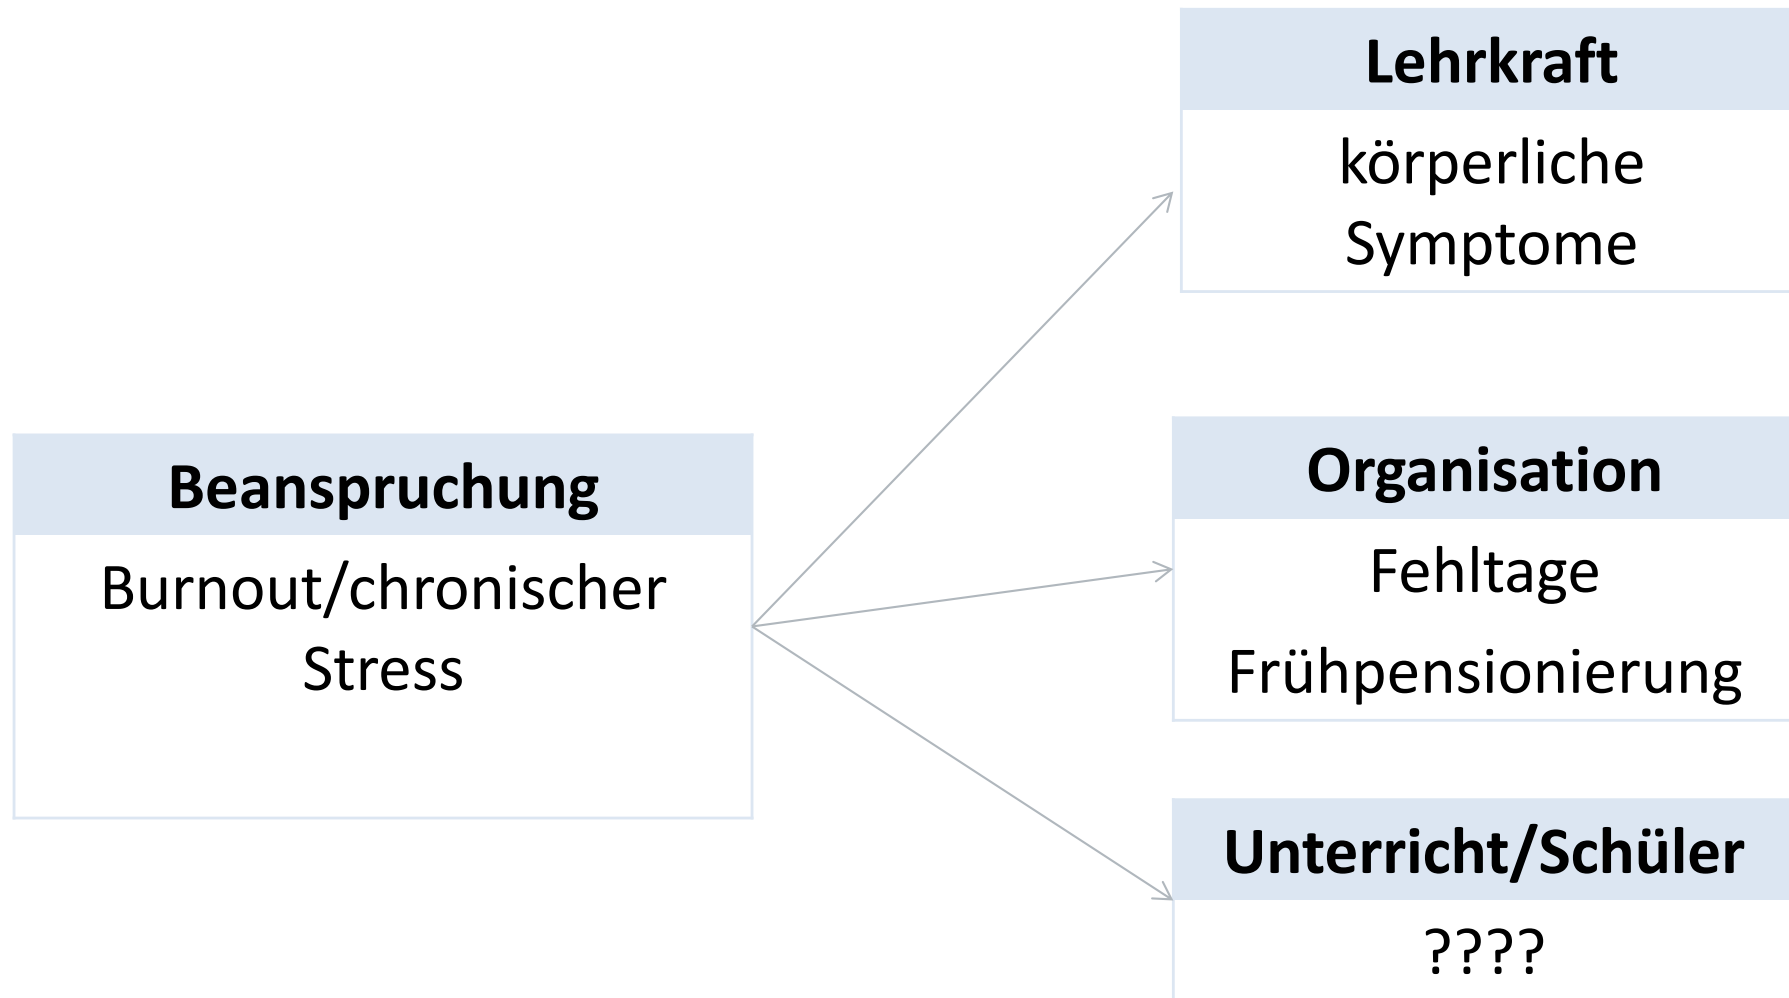 Lehrkraft
körperliche
Symptome
Beanspruchung
Burnout/chronischer
Stress
Organisation
Fehltage
Frühpensionierung
Unterricht/Schüler
????